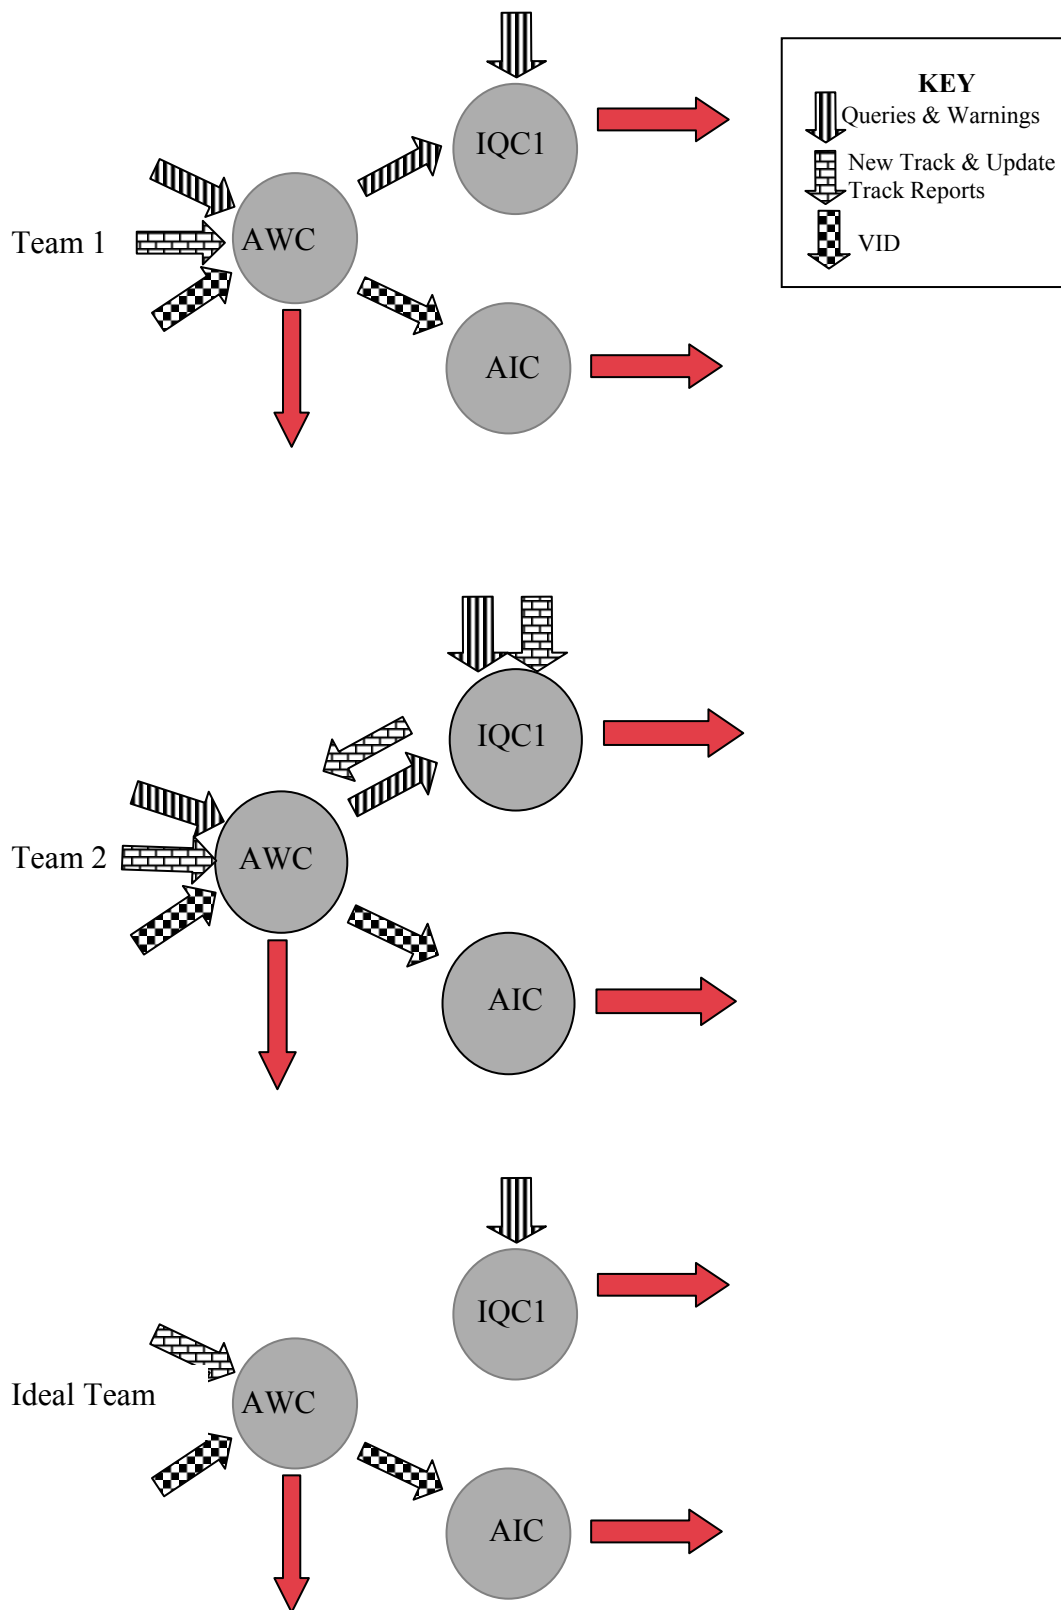 KEY
Queries & Warnings
New Track & Update
Track Reports
VID
IQC1
Team 1
AWC
AIC
IQC1
Team 2
AWC
AIC
IQC1
Ideal Team
AWC
AIC